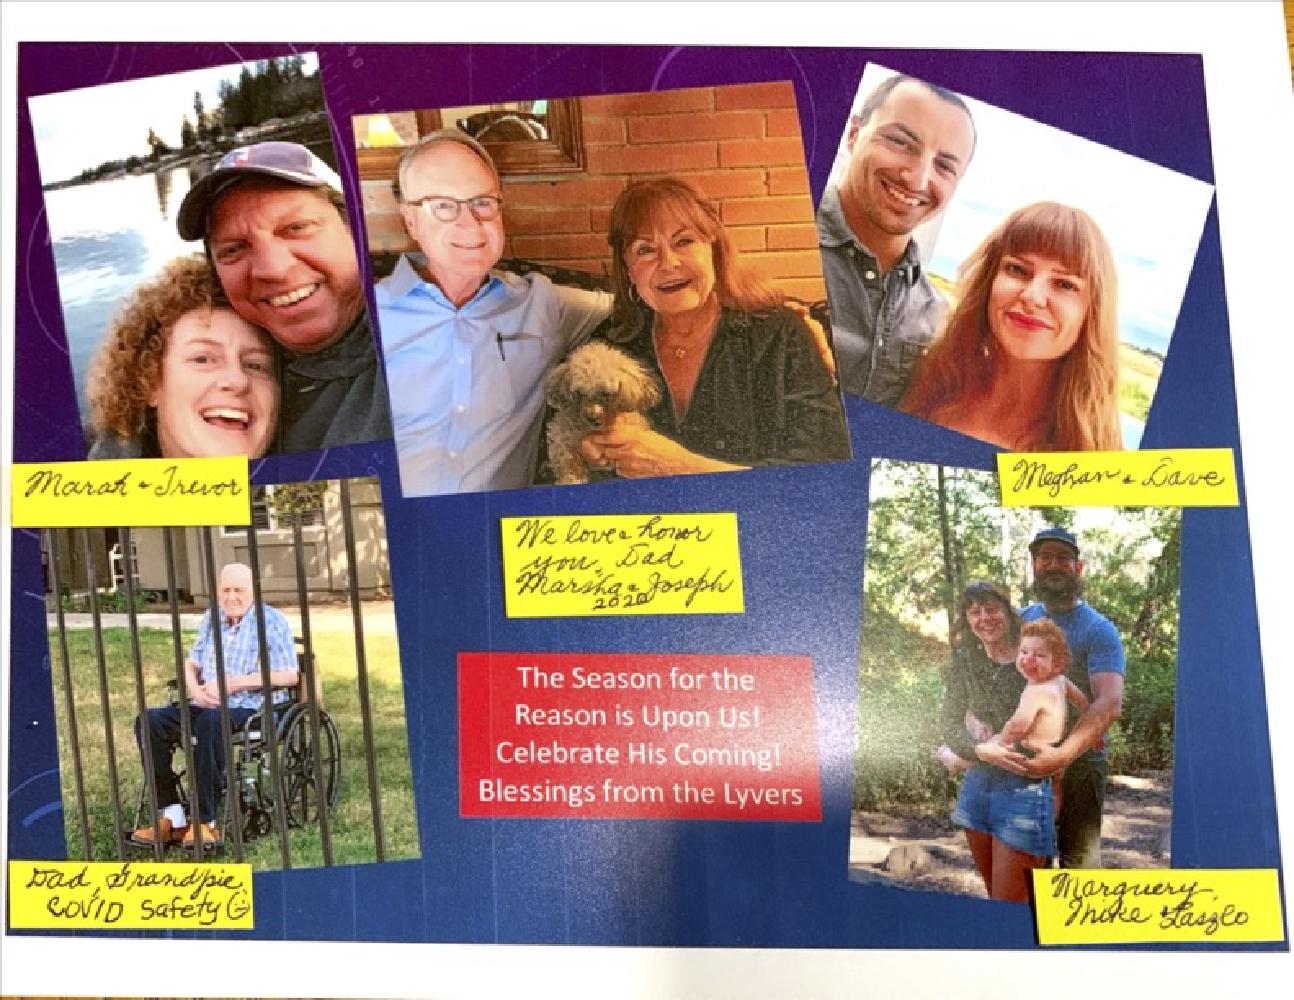 Marah + Trevor
Meghan & Dave
We love & honor
you, Dad
Marsha & Joseph
2020
The Season for the
Reason is Upon Us!
Celebrate His Coming!
Blessings from the Lyvers
Dad, Grandpie
COVID Safety ☺
Marguery,
Mike + Laszlo